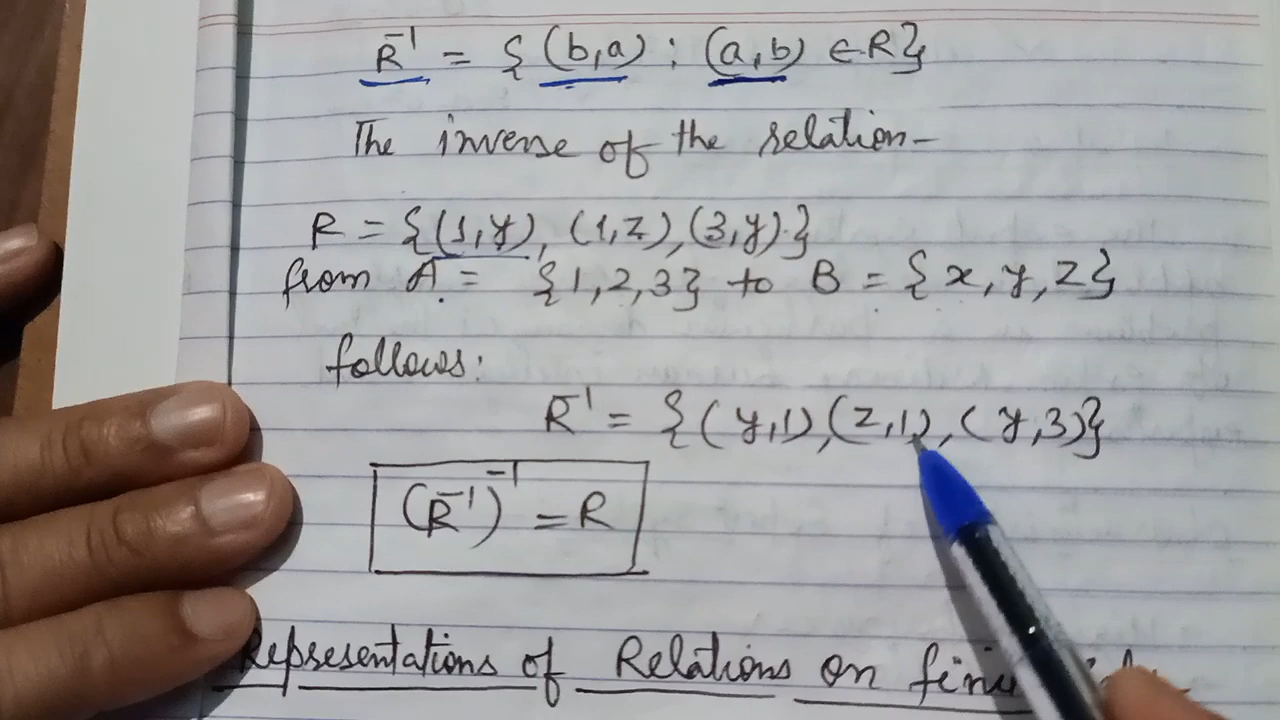 R⁻¹ = {(b,a) : (a,b) ∈ R}
The inverse of the relation-
R = {(1,y), (1,z), (3,y)}
from A = {1,2,3} to B = {x,y,z}
follows:
R⁻¹ = {(y,1),(z,1),(y,3)}
(R⁻¹)⁻¹ = R
Representations of Relations on